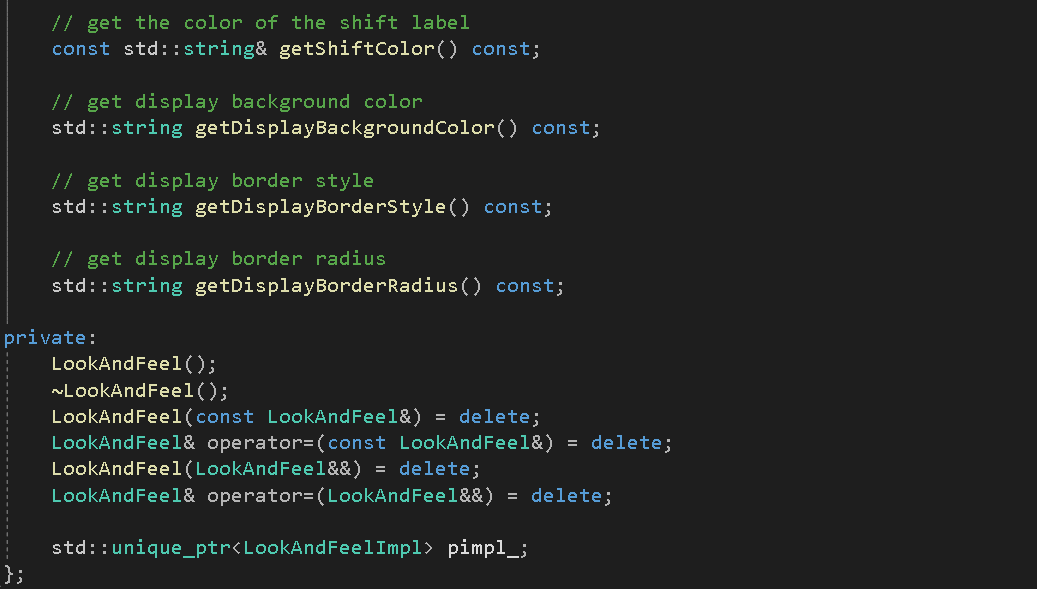 // get the color of the shift label
const std::string& getShiftColor() const;
// get display background color
std::string getDisplayBackgroundColor() const;
// get display border style
std::string getDisplayBorderStyle() const;
// get display border radius
std::string getDisplayBorderRadius() const;
private:
LookAndFeel();
~LookAndFeel();
LookAndFeel(const LookAndFeel&) = delete;
LookAndFeel& operator=(const LookAndFeel&) = delete;
LookAndFeel(LookAndFeel&&) = delete;
LookAndFeel& operator=(LookAndFeel&&) = delete;
std::unique_ptr<LookAndFeelImpl> pimpl_;
};